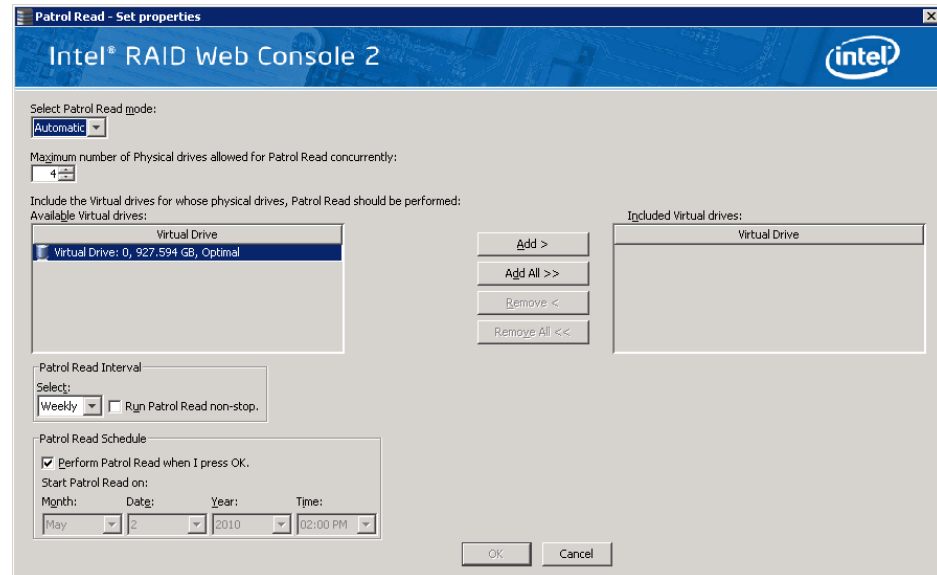 Patrol Read - Set properties
Intel® RAID Web Console 2
intel
Select Patrol Read mode:
Automatic
Maximum number of Physical drives allowed for Patrol Read concurrently:
4
Include the Virtual drives for whose physical drives, Patrol Read should be performed:
Available Virtual drives:
Virtual Drive
Virtual Drive: 0, 927.594 GB, Optimal
Add >
Add All >>
Remove <
Remove All <<
Included Virtual drives:
Virtual Drive
Patrol Read Interval
Select:
Weekly
Run Patrol Read non-stop.
Patrol Read Schedule
Perform Patrol Read when I press OK.
Start Patrol Read on:
Month: Date: Year: Time:
May 2 2010 02:00 PM
OK Cancel